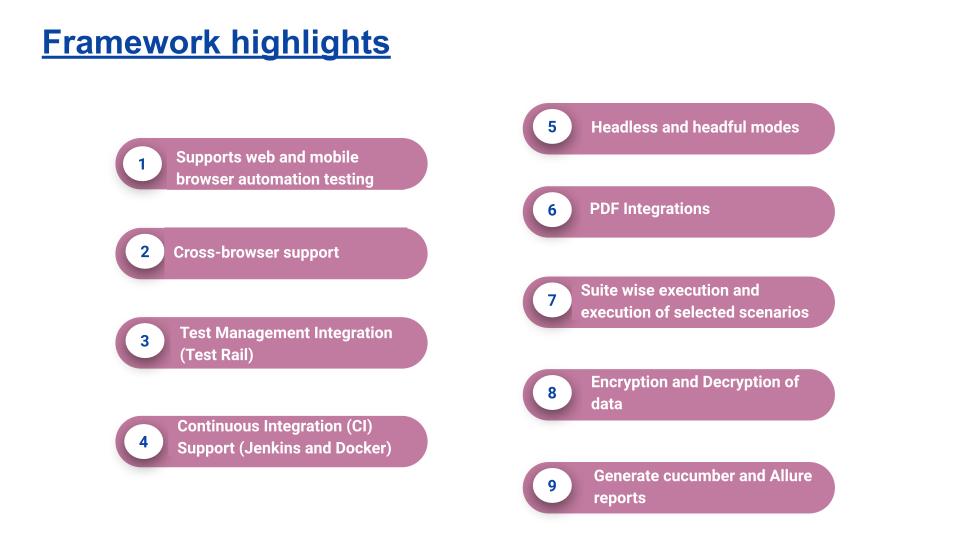 Framework highlights
1
Supports web and mobile
browser automation testing
2
Cross-browser support
3
Test Management Integration
(Test Rail)
4
Continuous Integration (CI)
Support (Jenkins and Docker)
5
Headless and headful modes
6
PDF Integrations
7
Suite wise execution and
execution of selected scenarios
8
Encryption and Decryption of
data
9
Generate cucumber and Allure
reports